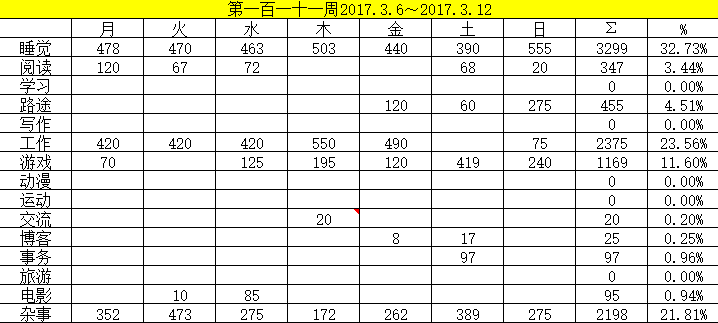 第一百一十一周2017.3.6～2017.3.12
月 火 水 木 金 土 日 Σ %
睡觉 478 470 463 503 440 390 555 3299 32.73%
阅读 120 67 72 68 20 347 3.44%
学习 0 0.00%
路途 120 60 275 455 4.51%
写作 0 0.00%
工作 420 420 420 550 490 75 2375 23.56%
游戏 70 125 195 120 419 240 1169 11.60%
动漫 0 0.00%
运动 0 0.00%
交流 20 20 0.20%
博客 8 17 25 0.25%
事务 97 97 0.96%
旅游 0 0.00%
电影 10 85 95 0.94%
杂事 352 473 275 172 262 389 275 2198 21.81%